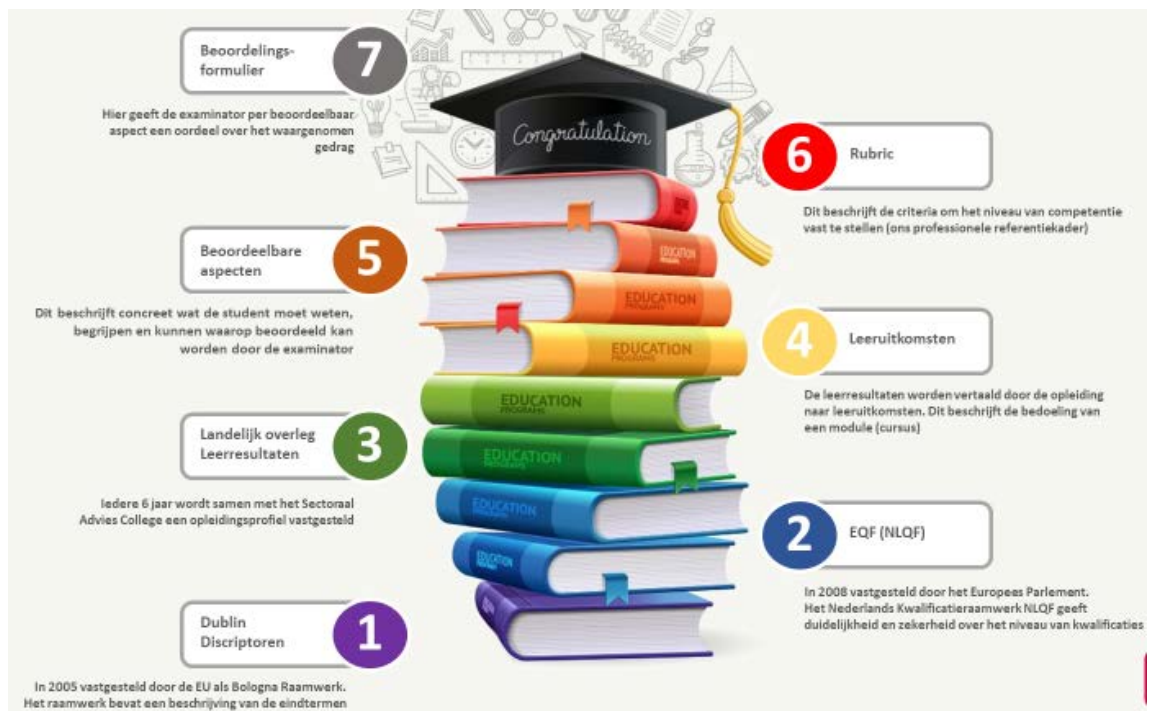 Beoordelings-
formulier
7
Hier geeft de examinator per beoordeelbaar
aspect een oordeel over het waargenomen
gedrag
Congratulation
6
Rubric
Dit beschrijft de criteria om het niveau van competentie
vast te stellen (ons professionele referentiekader)
Beoordeelbare
aspecten
5
Dit beschrijft concreet wat de student moet weten,
begrijpen en kunnen waarop beoordeeld kan
worden door de examinator
EDUCATION
EDUCATION
PROGRAMS
EDUCATION
PROGRAMS
4
Leeruitkomsten
De leerresultaten worden vertaald door de opleiding
naar leeruitkomsten. Dit beschrijft de bedoeling van
een module (cursus)
EDUCATION
PROGRAMS
Landelijk overleg
Leerresultaten
3
Iedere 6 jaar wordt samen met het Sectoraal
Advies College een opleidingsprofiel vastgesteld
EDUCATION
PROGRAMS
EDUCATION
PROGRAMS
2
EQF (NLQF)
In 2008 vastgesteld door het Europees Parlement.
Het Nederlands Kwalificatieraamwerk NLQF geeft
duidelijkheid en zekerheid over het niveau van kwalificaties
EDUCATION
Dublin
Discriptoren
1
In 2005 vastgesteld door de EU als Bologna Raamwerk.
Het raamwerk bevat een beschrijving van de eindtermen